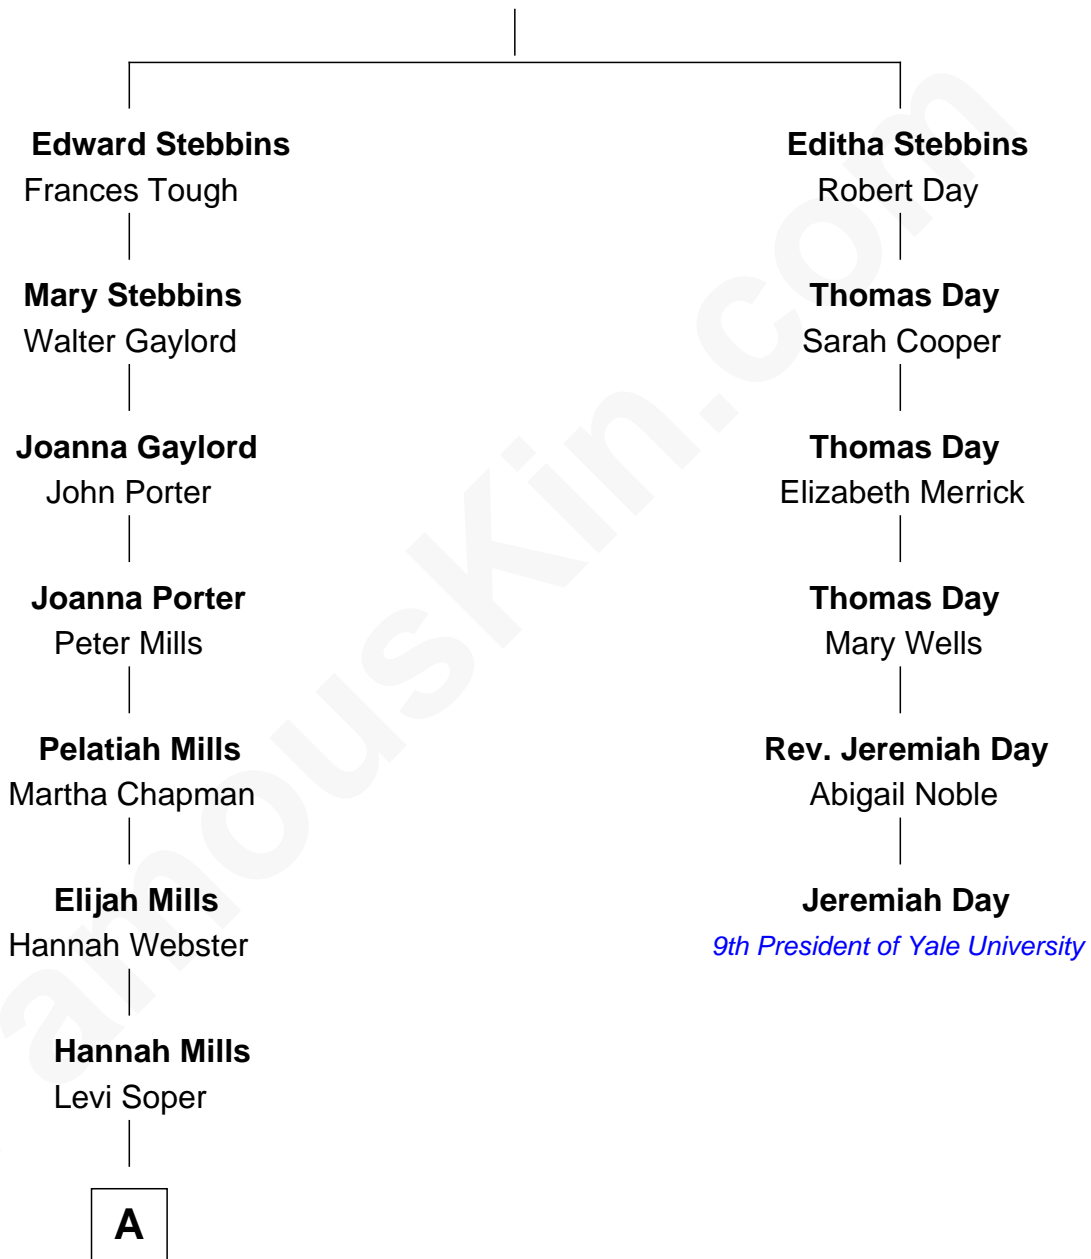 Edward Stebbins
Frances Tough
Mary Stebbins
Walter Gaylord
Joanna Gaylord
John Porter
Joanna Porter
Peter Mills
Pelatiah Mills
Martha Chapman
Elijah Mills
Hannah Webster
Hannah Mills
Levi Soper
A
Editha Stebbins
Robert Day
Thomas Day
Sarah Cooper
Thomas Day
Elizabeth Merrick
Thomas Day
Mary Wells
Rev. Jeremiah Day
Abigail Noble
Jeremiah Day
9th President of Yale University
amousKin.com